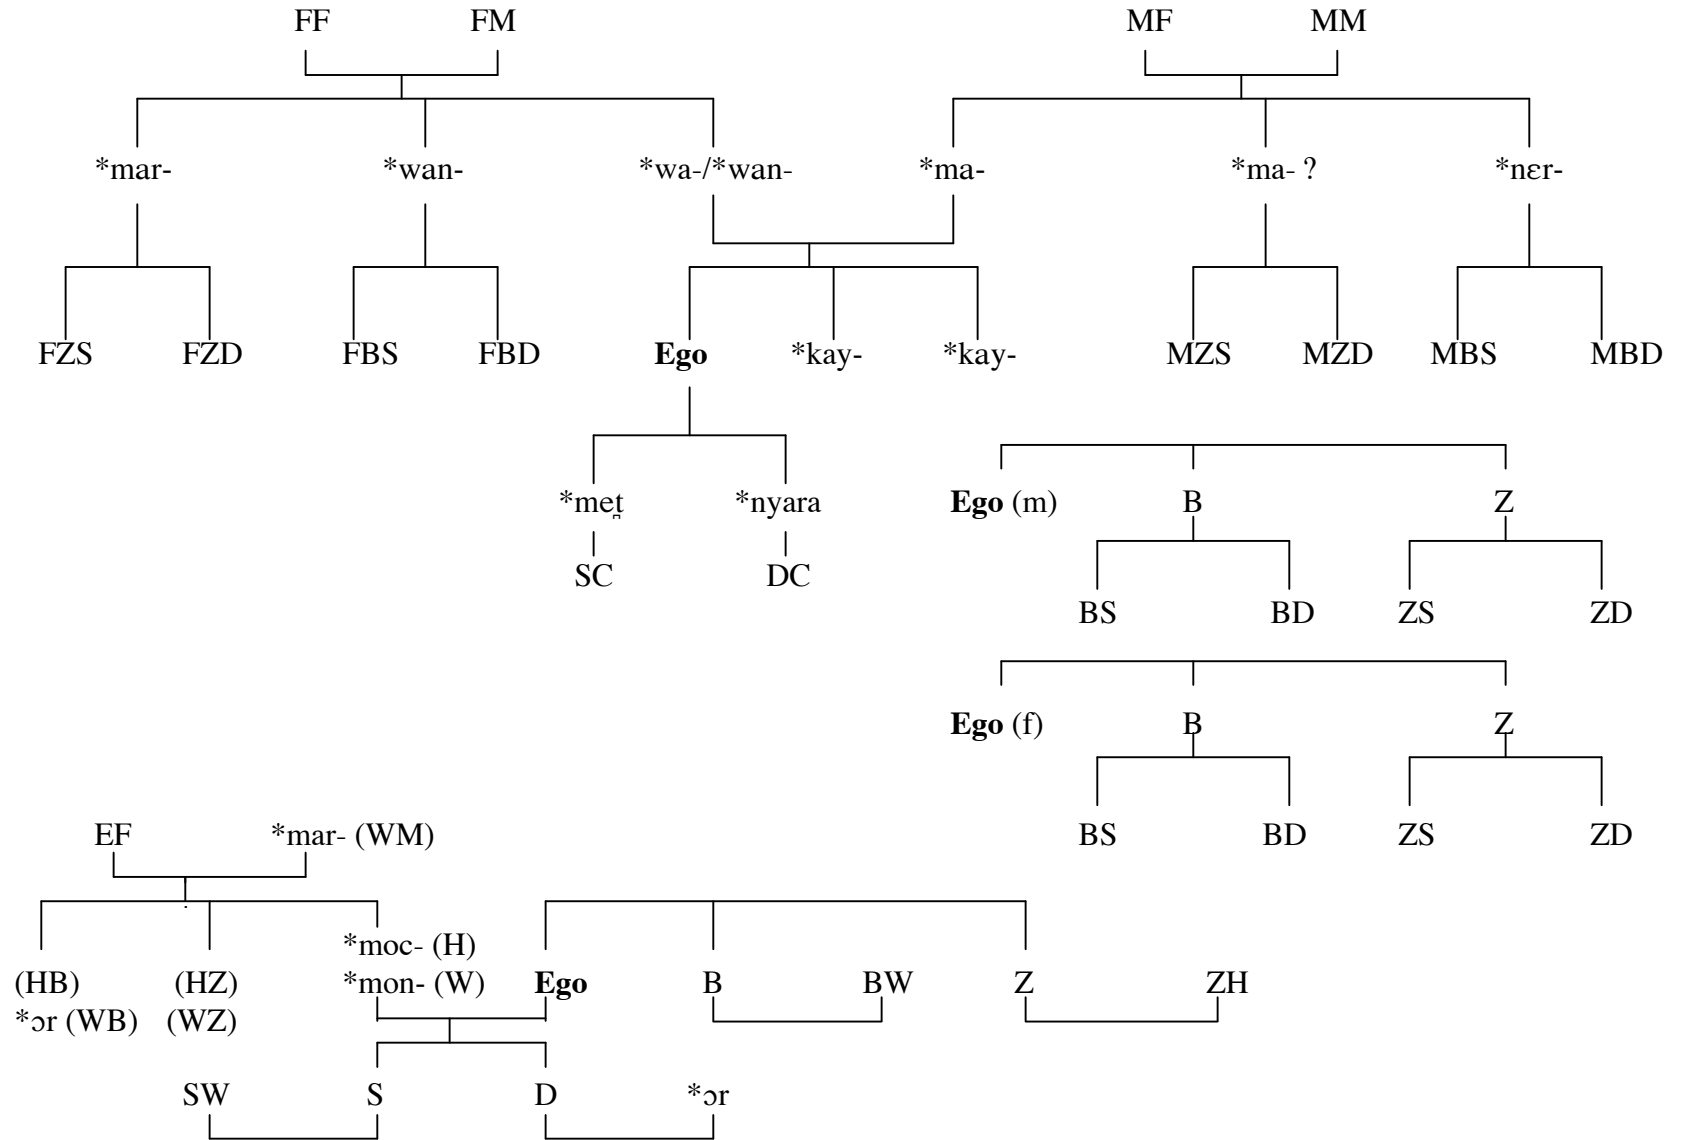 FF FM MF MM
*mar- *wan- *wa-/*wan- *ma- *ma- ? *nɛr-
FZS FZD FBS FBD Ego *kay- *kay- MZS MZD MBS MBD
*met̪ *nyara Ego (m) B Z
SC DC
BS BD ZS ZD
Ego (f) B Z
EF *mar- (WM) BS BD ZS ZD
*moc- (H)
(HB) (HZ) *mon- (W) Ego B BW Z ZH
*ɔr (WB) (WZ)
SW S D *ɔr